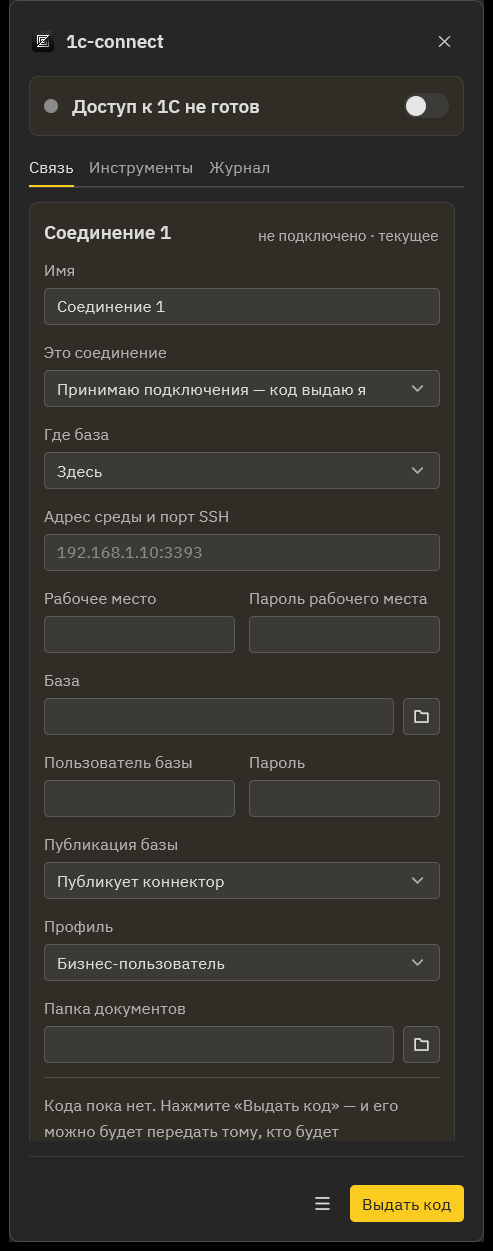 1c-connect
Доступ к 1С не готов
Связь Инструменты Журнал
Соединение 1 не подключено · текущее
Имя
Соединение 1
Это соединение
Принимаю подключения — код выдаю я
Где база
Здесь
Адрес среды и порт SSH
192.168.1.10:3393
Рабочее место Пароль рабочего места
База
Пользователь базы Пароль
Публикация базы
Публикует коннектор
Профиль
Бизнес-пользователь
Папка документов
Кода пока нет. Нажмите «Выдать код» — и его
можно будет передать тому, кто будет
Выдать код